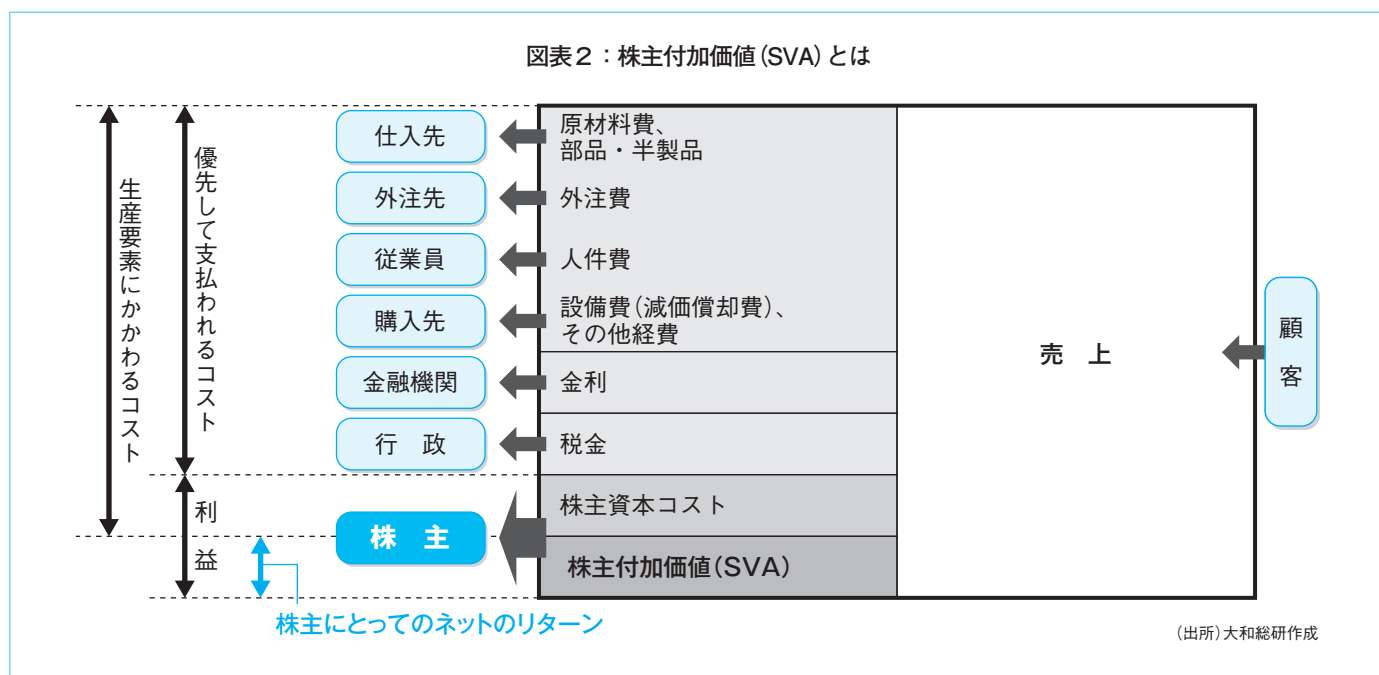 図表2：株主付加価値(SVA)とは
生産要素にかかわるコスト
優先して支払われるコスト
利益
仕入先
原材料費、
部品・半製品
外注先
外注費
従業員
人件費
購入先
設備費(減価償却費)、
その他経費
金融機関
金利
行政
税金
株主
株主資本コスト
株主付加価値(SVA)
株主にとってのネットのリターン
売上
顧客
(出所)大和総研作成